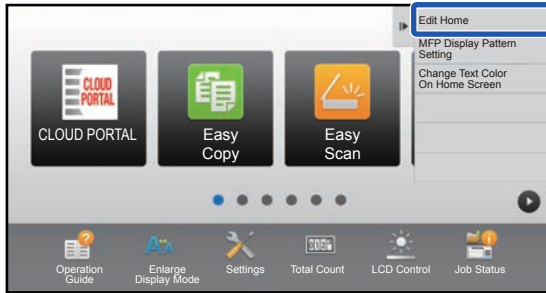 Edit Home
MFP Display Pattern
Setting
Change Text Color
On Home Screen
CLOUD
PORTAL
CLOUD PORTAL
Easy
Copy
Easy
Scan
Operation
Guide
Enlarge
Display Mode
Settings
Total Count
LCD Control
Job Status